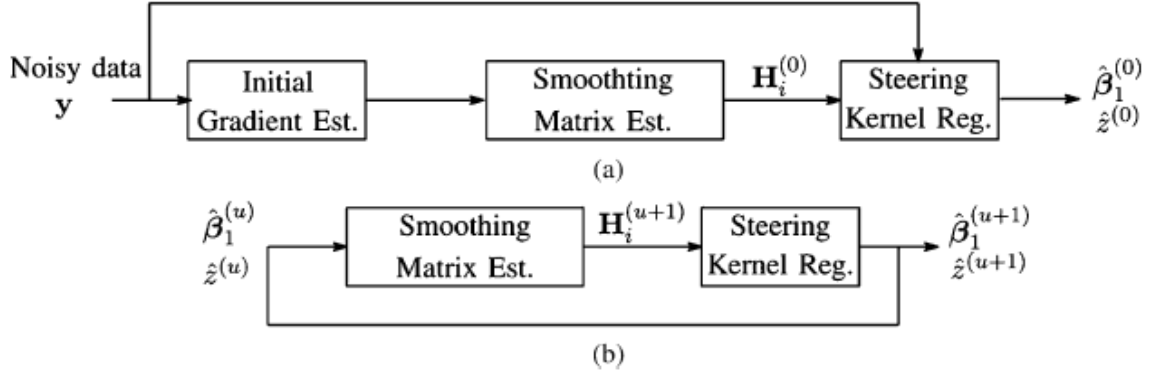 Noisy data
y
Initial
Gradient Est.
Smoothting
Matrix Est.
H_i^{(0)}
Steering
Kernel Reg.
β̂_1^{(0)}
ẑ^{(0)}
(a)
β̂_1^{(u)}
ẑ^{(u)}
Smoothing
Matrix Est.
H_i^{(u+1)}
Steering
Kernel Reg.
β̂_1^{(u+1)}
ẑ^{(u+1)}
(b)